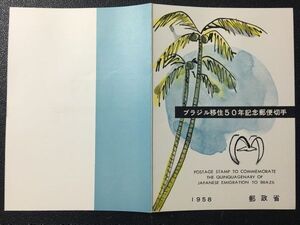 ブラジル移住50年記念郵便切手
POSTAGE STAMP TO COMMEMORATE
THE QUINQUAGENARY OF
JAPANESE EMIGRATION TO BRAZIL
1958 郵政省